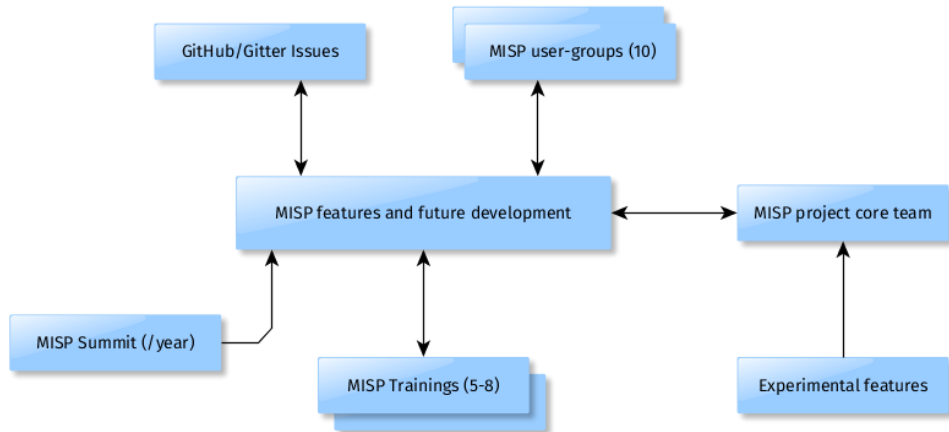 GitHub/Gitter Issues
MISP user-groups (10)
MISP features and future development
MISP project core team
MISP Summit (/year)
MISP Trainings (5-8)
Experimental features